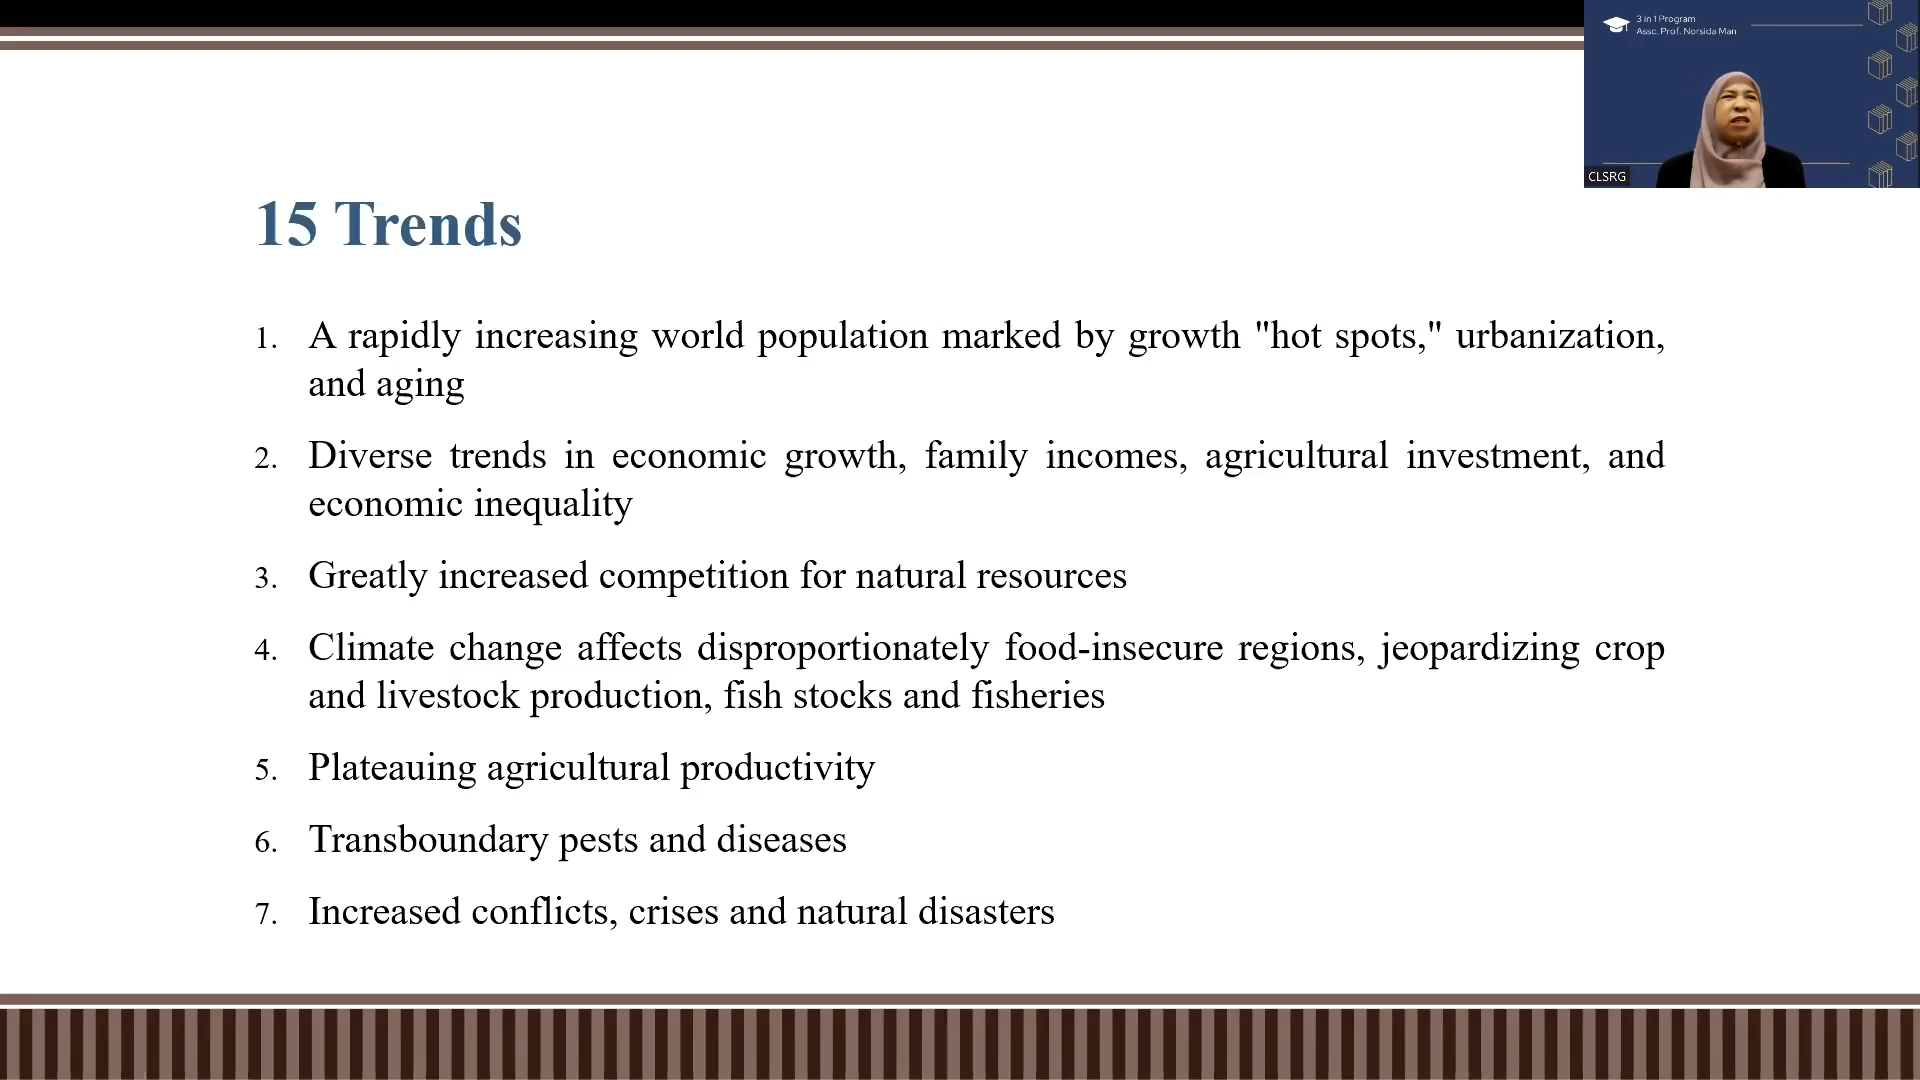 3 in 1 Program
Assc. Prof. Norsida Man
CLSRG
15 Trends
1. A rapidly increasing world population marked by growth "hot spots," urbanization,
and aging
2. Diverse trends in economic growth, family incomes, agricultural investment, and
economic inequality
3. Greatly increased competition for natural resources
4. Climate change affects disproportionately food-insecure regions, jeopardizing crop
and livestock production, fish stocks and fisheries
5. Plateauing agricultural productivity
6. Transboundary pests and diseases
7. Increased conflicts, crises and natural disasters